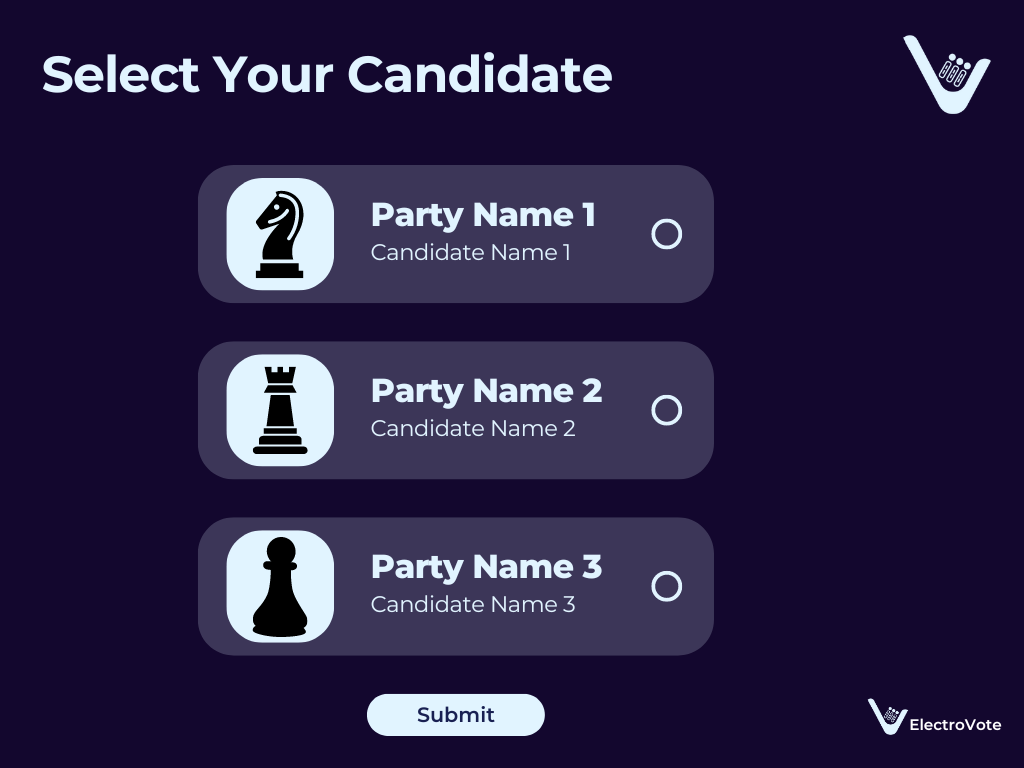 Select Your Candidate
Party Name 1
Candidate Name 1
Party Name 2
Candidate Name 2
Party Name 3
Candidate Name 3
Submit
ElectroVote